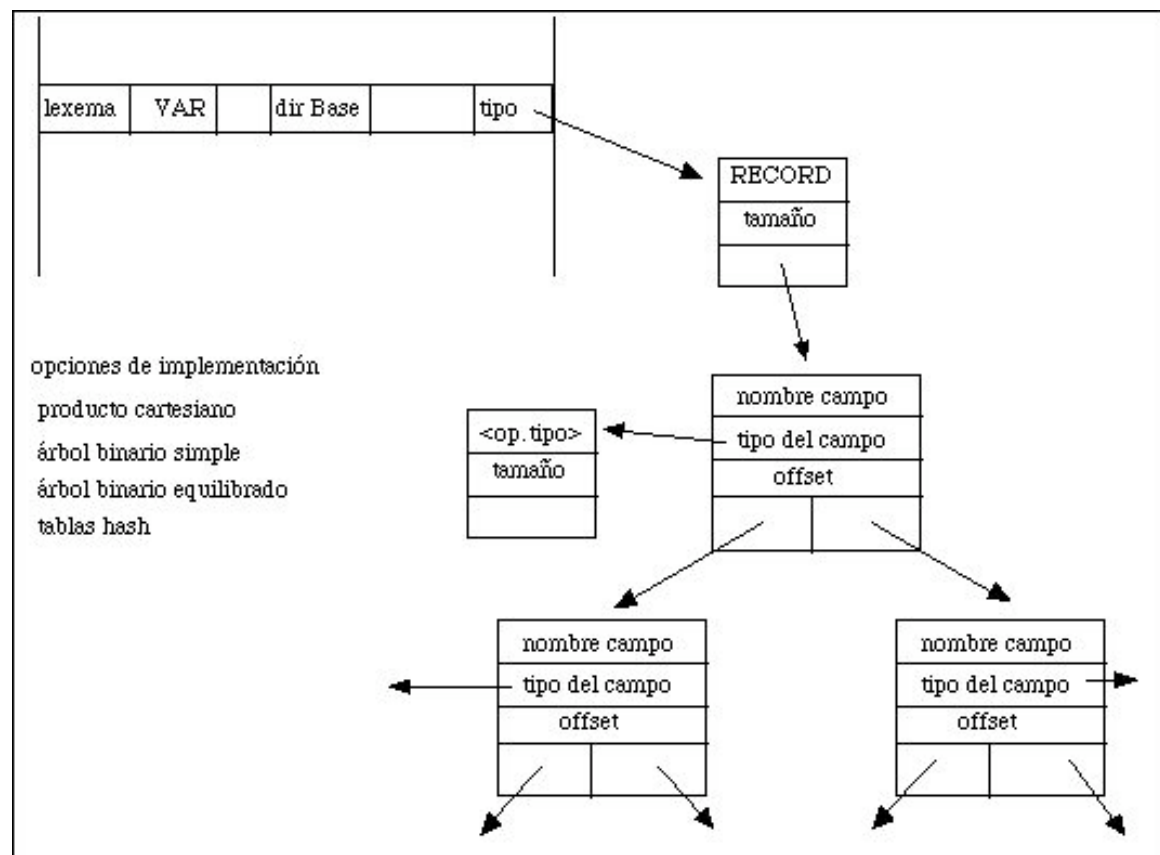 lexema VAR dir Base tipo
RECORD
tamaño
opciones de implementación
producto cartesiano
árbol binario simple
árbol binario equilibrado
tablas hash
<op.tipo>
tamaño
nombre campo
tipo del campo
offset
nombre campo
tipo del campo
offset
nombre campo
tipo del campo
offset